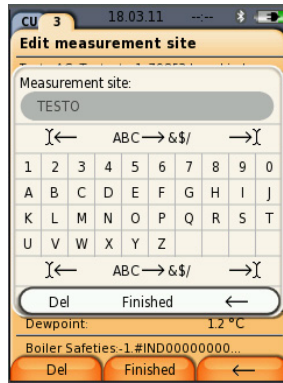 CU 3 18.03.11 --:--
Edit measurement site
Measurement site:
TESTO
ABC→&$/
1 2 3 4 5 6 7 8 9 0
A B C D E F G H I J
K L M N O P Q R S T
U V W X Y Z
ABC→&$/
Del Finished ←
Dewpoint: 1.2 °C
Boiler Safeties:-1.#IND00000000...
Del Finished ←